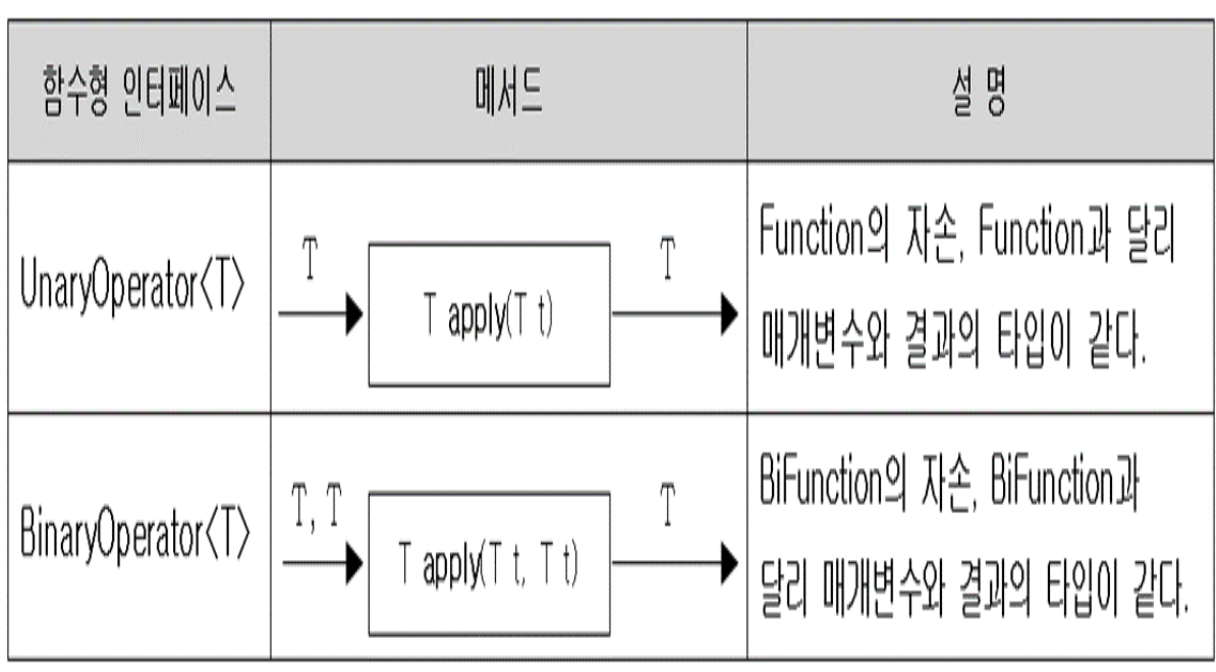 함수형 인터페이스
메서드
설 명
UnaryOperator<T>
T
T apply(T t)
T
Function의 자손, Function과 달리
매개변수와 결과의 타입이 같다.
BinaryOperator<T>
T, T
T apply(T t, T t)
T
BiFunction의 자손, BiFunction과
달리 매개변수와 결과의 타입이 같다.